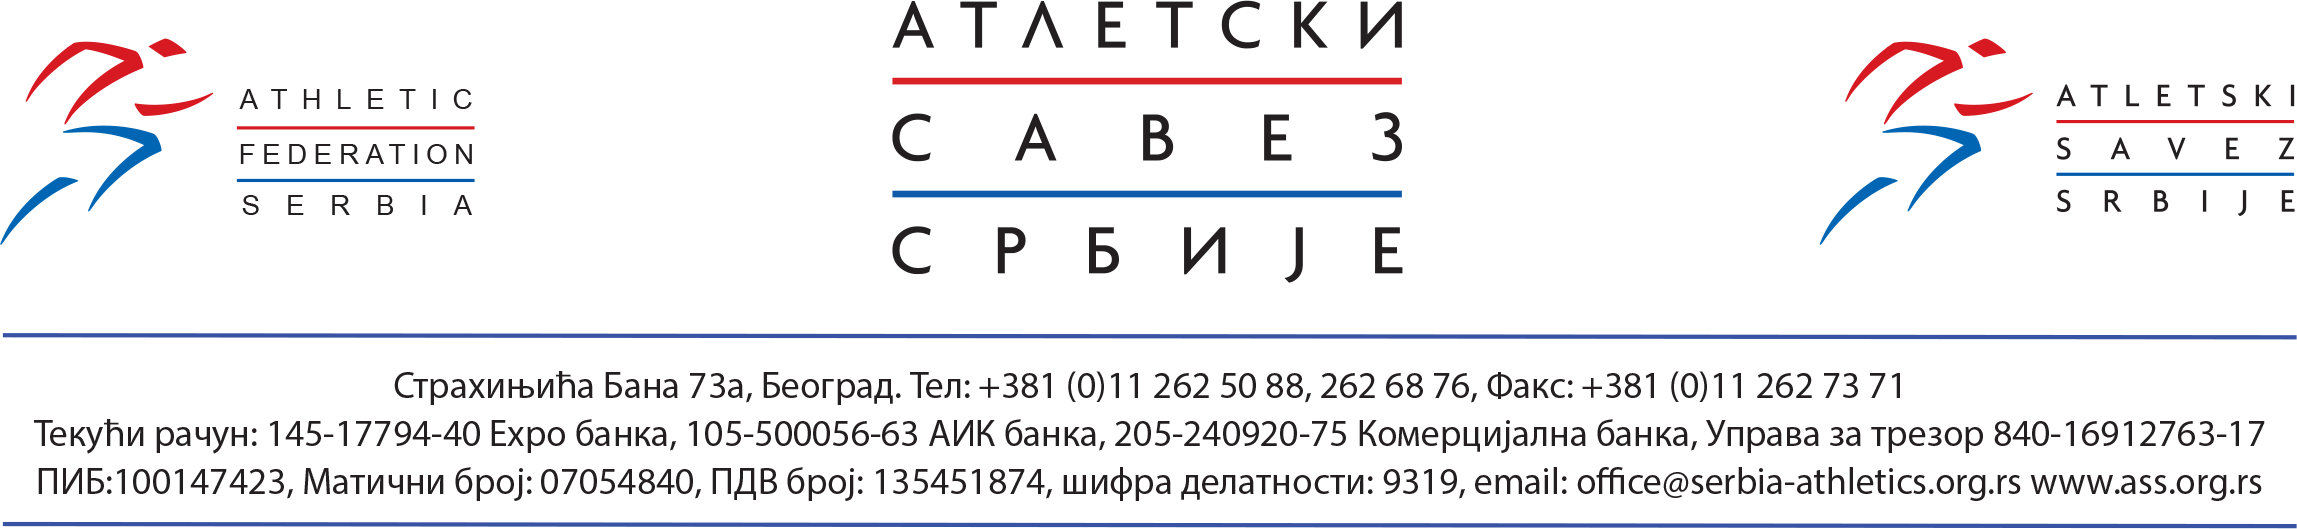 ATHLETIC
FEDERATION
SERBIA
АТЛЕТСКИ
САВЕЗ
СРБИЈЕ
ATLETSKI
SAVEZ
SRBIJE
Страхињића Бана 73а, Београд. Тел: +381 (0)11 262 50 88, 262 68 76, Факс: +381 (0)11 262 73 71
Текући рачун: 145-17794-40 Expo банка, 105-500056-63 АИК банка, 205-240920-75 Комерцијална банка, Управа за трезор 840-16912763-17
ПИБ:100147423, Матични број: 07054840, ПДВ број: 135451874, шифра делатности: 9319, email: office@serbia-athletics.org.rs www.ass.org.rs